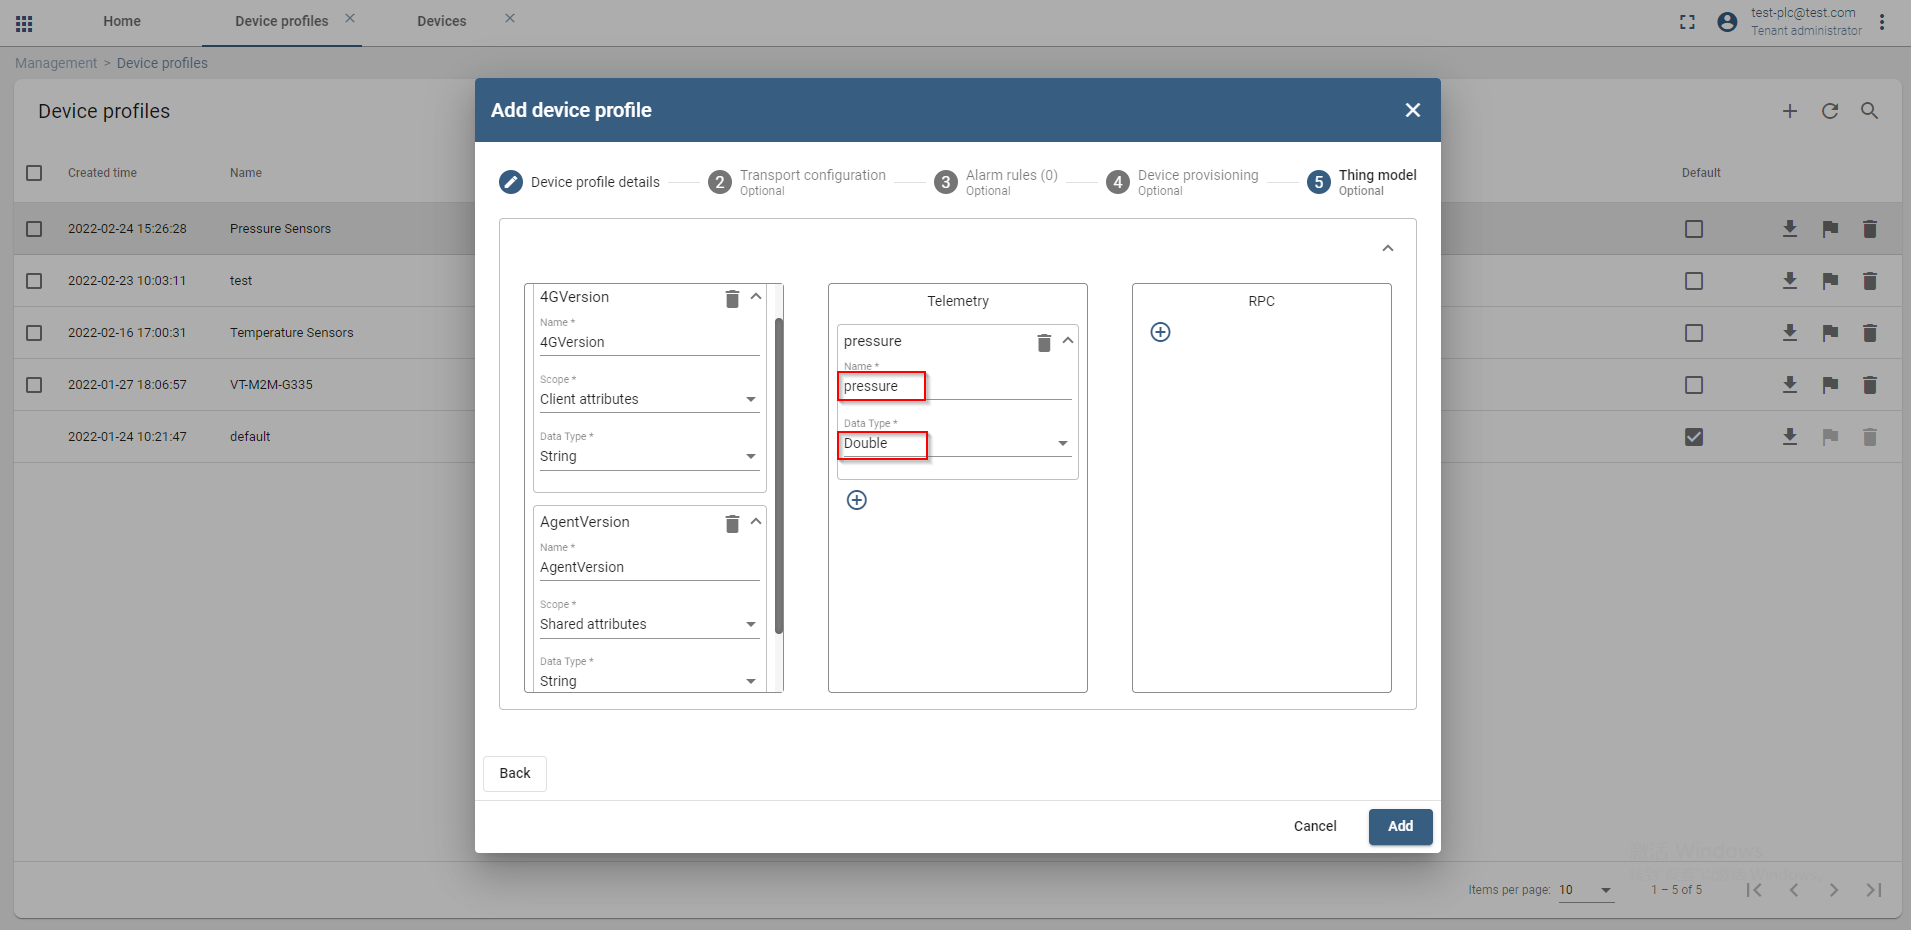 Home
Device profiles
Devices
test-plc@test.com
Tenant administrator
Management > Device profiles
Device profiles
Created time
Name
Default
2022-02-24 15:26:28
Pressure Sensors
2022-02-23 10:03:11
test
2022-02-16 17:00:31
Temperature Sensors
2022-01-27 18:06:57
VT-M2M-G335
2022-01-24 10:21:47
default
Add device profile
Device profile details
2
Transport configuration
Optional
3
Alarm rules (0)
Optional
4
Device provisioning
Optional
5
Thing model
Optional
4GVersion
Name *
4GVersion
Scope *
Client attributes
Data Type *
String
AgentVersion
Name *
AgentVersion
Scope *
Shared attributes
Data Type *
String
Telemetry
pressure
Name *
pressure
Data Type *
Double
RPC
Back
Cancel
Add
激活 Windows
Items per page:
10
1 – 5 of 5